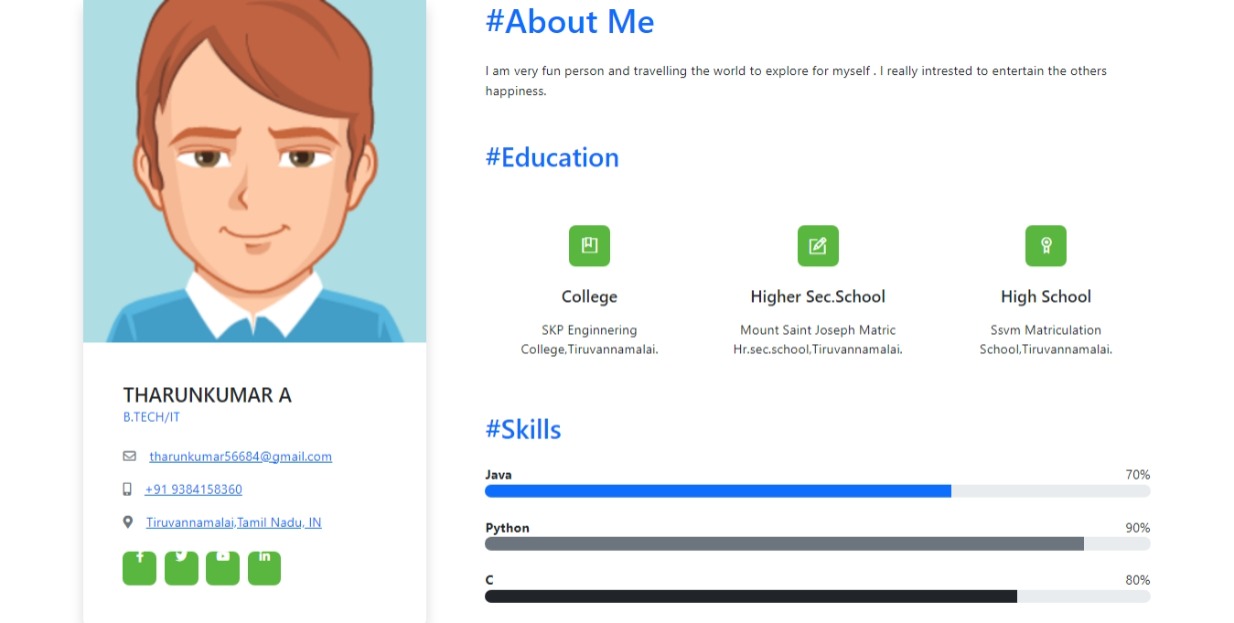 #About Me
I am very fun person and travelling the world to explore for myself . I really intrested to entertain the others
happiness.
#Education
College
SKP Enginnering
College,Tiruvannamalai.
Higher Sec.School
Mount Saint Joseph Matric
Hr.sec.school,Tiruvannamalai.
High School
Ssvm Matriculation
School,Tiruvannamalai.
THARUNKUMAR A
B.TECH/IT
tharunkumar56684@gmail.com
+91 9384158360
Tiruvannamalai,Tamil Nadu, IN
#Skills
Java 70%
Python 90%
C 80%